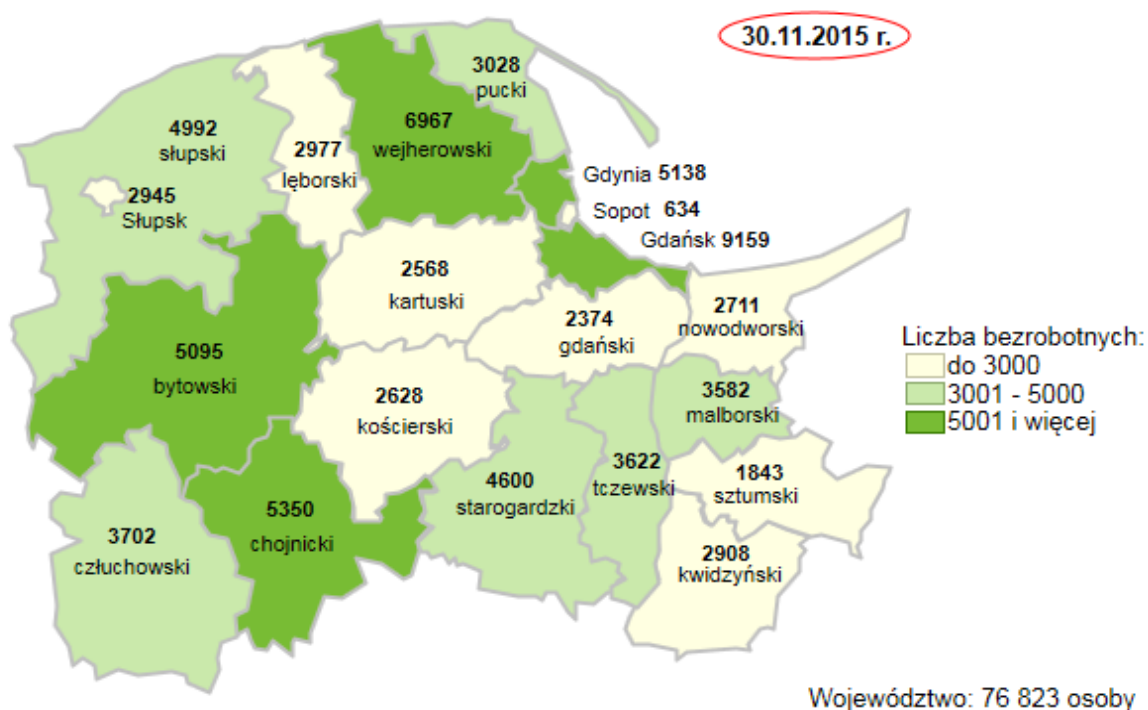 30.11.2015 r.
3028
pucki
6967
wejherowski
4992
słupski
2977
lęborski
2945
Słupsk
Gdynia 5138
Sopot 634
Gdańsk 9159
2568
kartuski
2374
gdański
2711
nowodworski
5095
bytowski
2628
kościerski
3582
malborski
4600
starogardzki
3622
tczewski
1843
sztumski
5350
chojnicki
3702
człuchowski
2908
kwidzyński
Liczba bezrobotnych:
do 3000
3001 - 5000
5001 i więcej
Województwo: 76 823 osoby